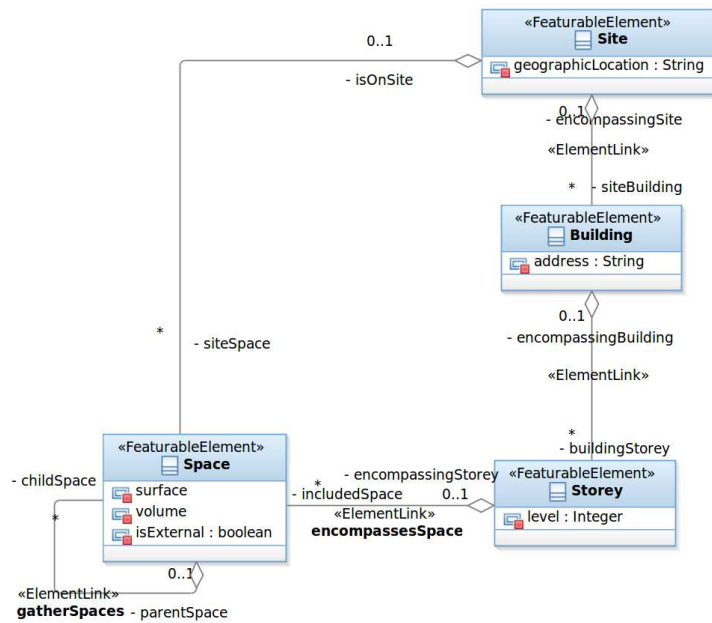 «FeaturableElement»
Site
geographicLocation : String
0..1
- isOnSite
0..1
- encompassingSite
«ElementLink»
* - siteBuilding
«FeaturableElement»
Building
address : String
0..1
- encompassingBuilding
«ElementLink»
*
- siteSpace
*
- buildingStorey
«FeaturableElement»
Space
surface
volume
isExternal : boolean
- childSpace
*
0..1
«ElementLink»
gatherSpaces
- parentSpace
*
- includedSpace
- encompassingStorey
0..1
«ElementLink»
encompassesSpace
«FeaturableElement»
Storey
level : Integer